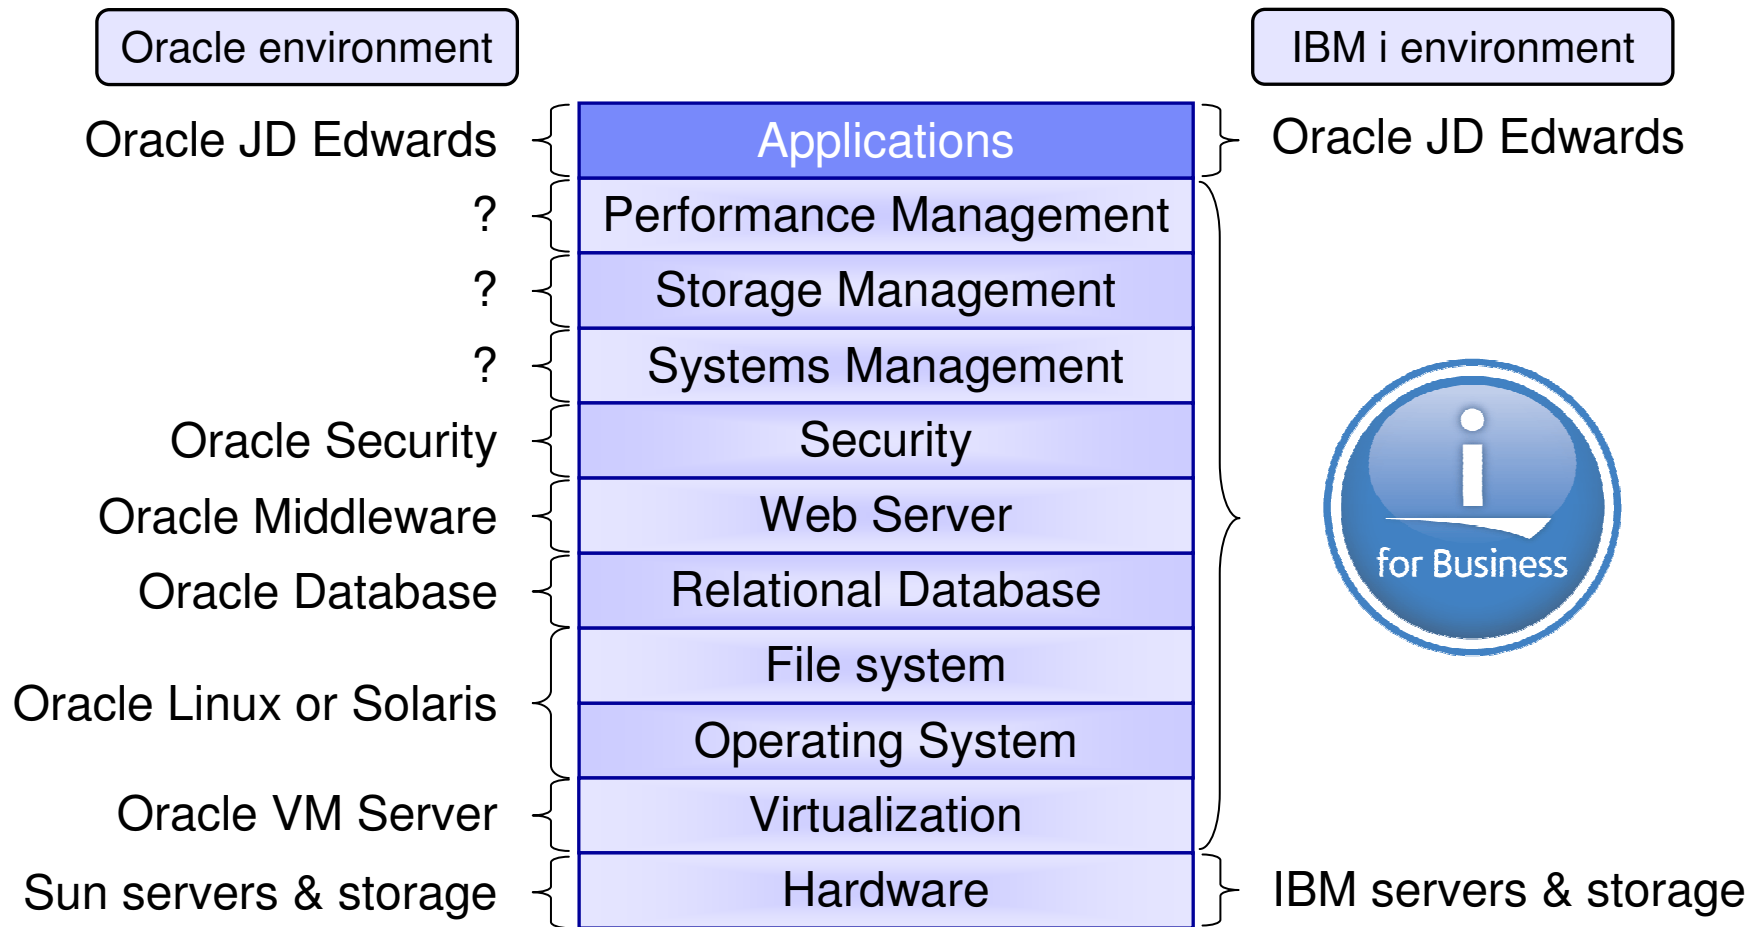 Oracle environment
IBM i environment
Oracle JD Edwards
Applications
Oracle JD Edwards
?
Performance Management
?
Storage Management
?
Systems Management
Oracle Security
Security
Oracle Middleware
Web Server
Oracle Database
Relational Database
i
for Business
File system
Oracle Linux or Solaris
Operating System
Oracle VM Server
Virtualization
Sun servers & storage
Hardware
IBM servers & storage